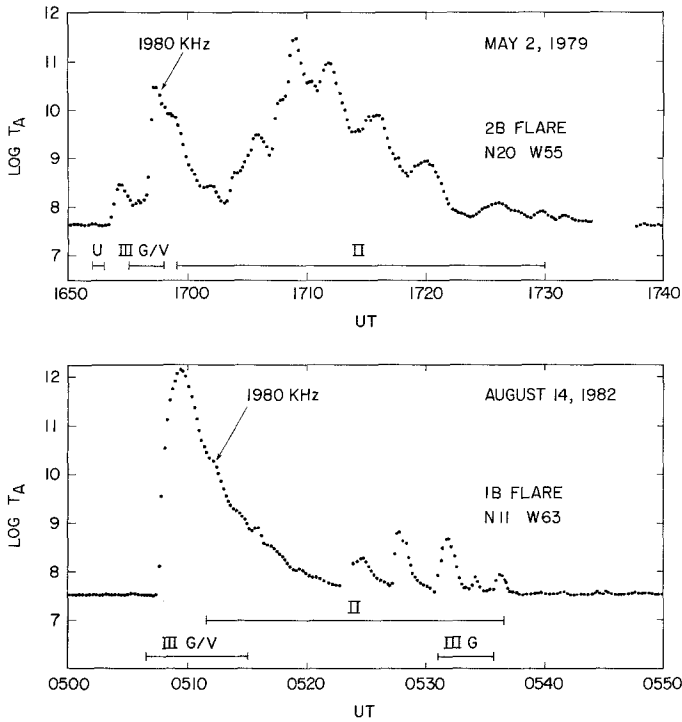 12
1980 KHz
MAY 2, 1979
11
10
LOG TA
2B FLARE
N20 W55
9
8
7
U III G/V II
1650 1700 1710 1720 1730 1740
UT
12
1980 KHz
AUGUST 14, 1982
11
10
LOG TA
1B FLARE
N11 W63
9
8
7
II
III G/V III G
0500 0510 0520 0530 0540 0550
UT